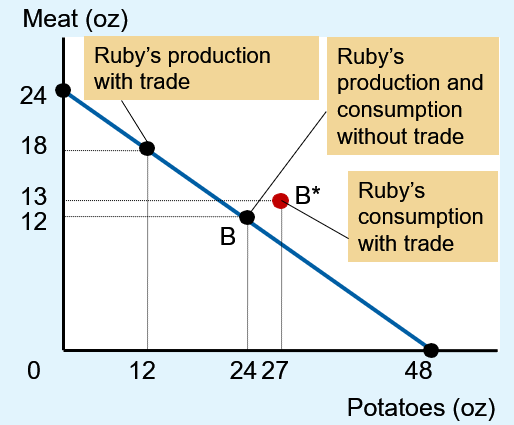 Meat (oz)
Ruby's production
with trade
Ruby's
production and
consumption
without trade
24
18
13
12
B*
B
Ruby's
consumption
with trade
0
12
24
27
48
Potatoes (oz)